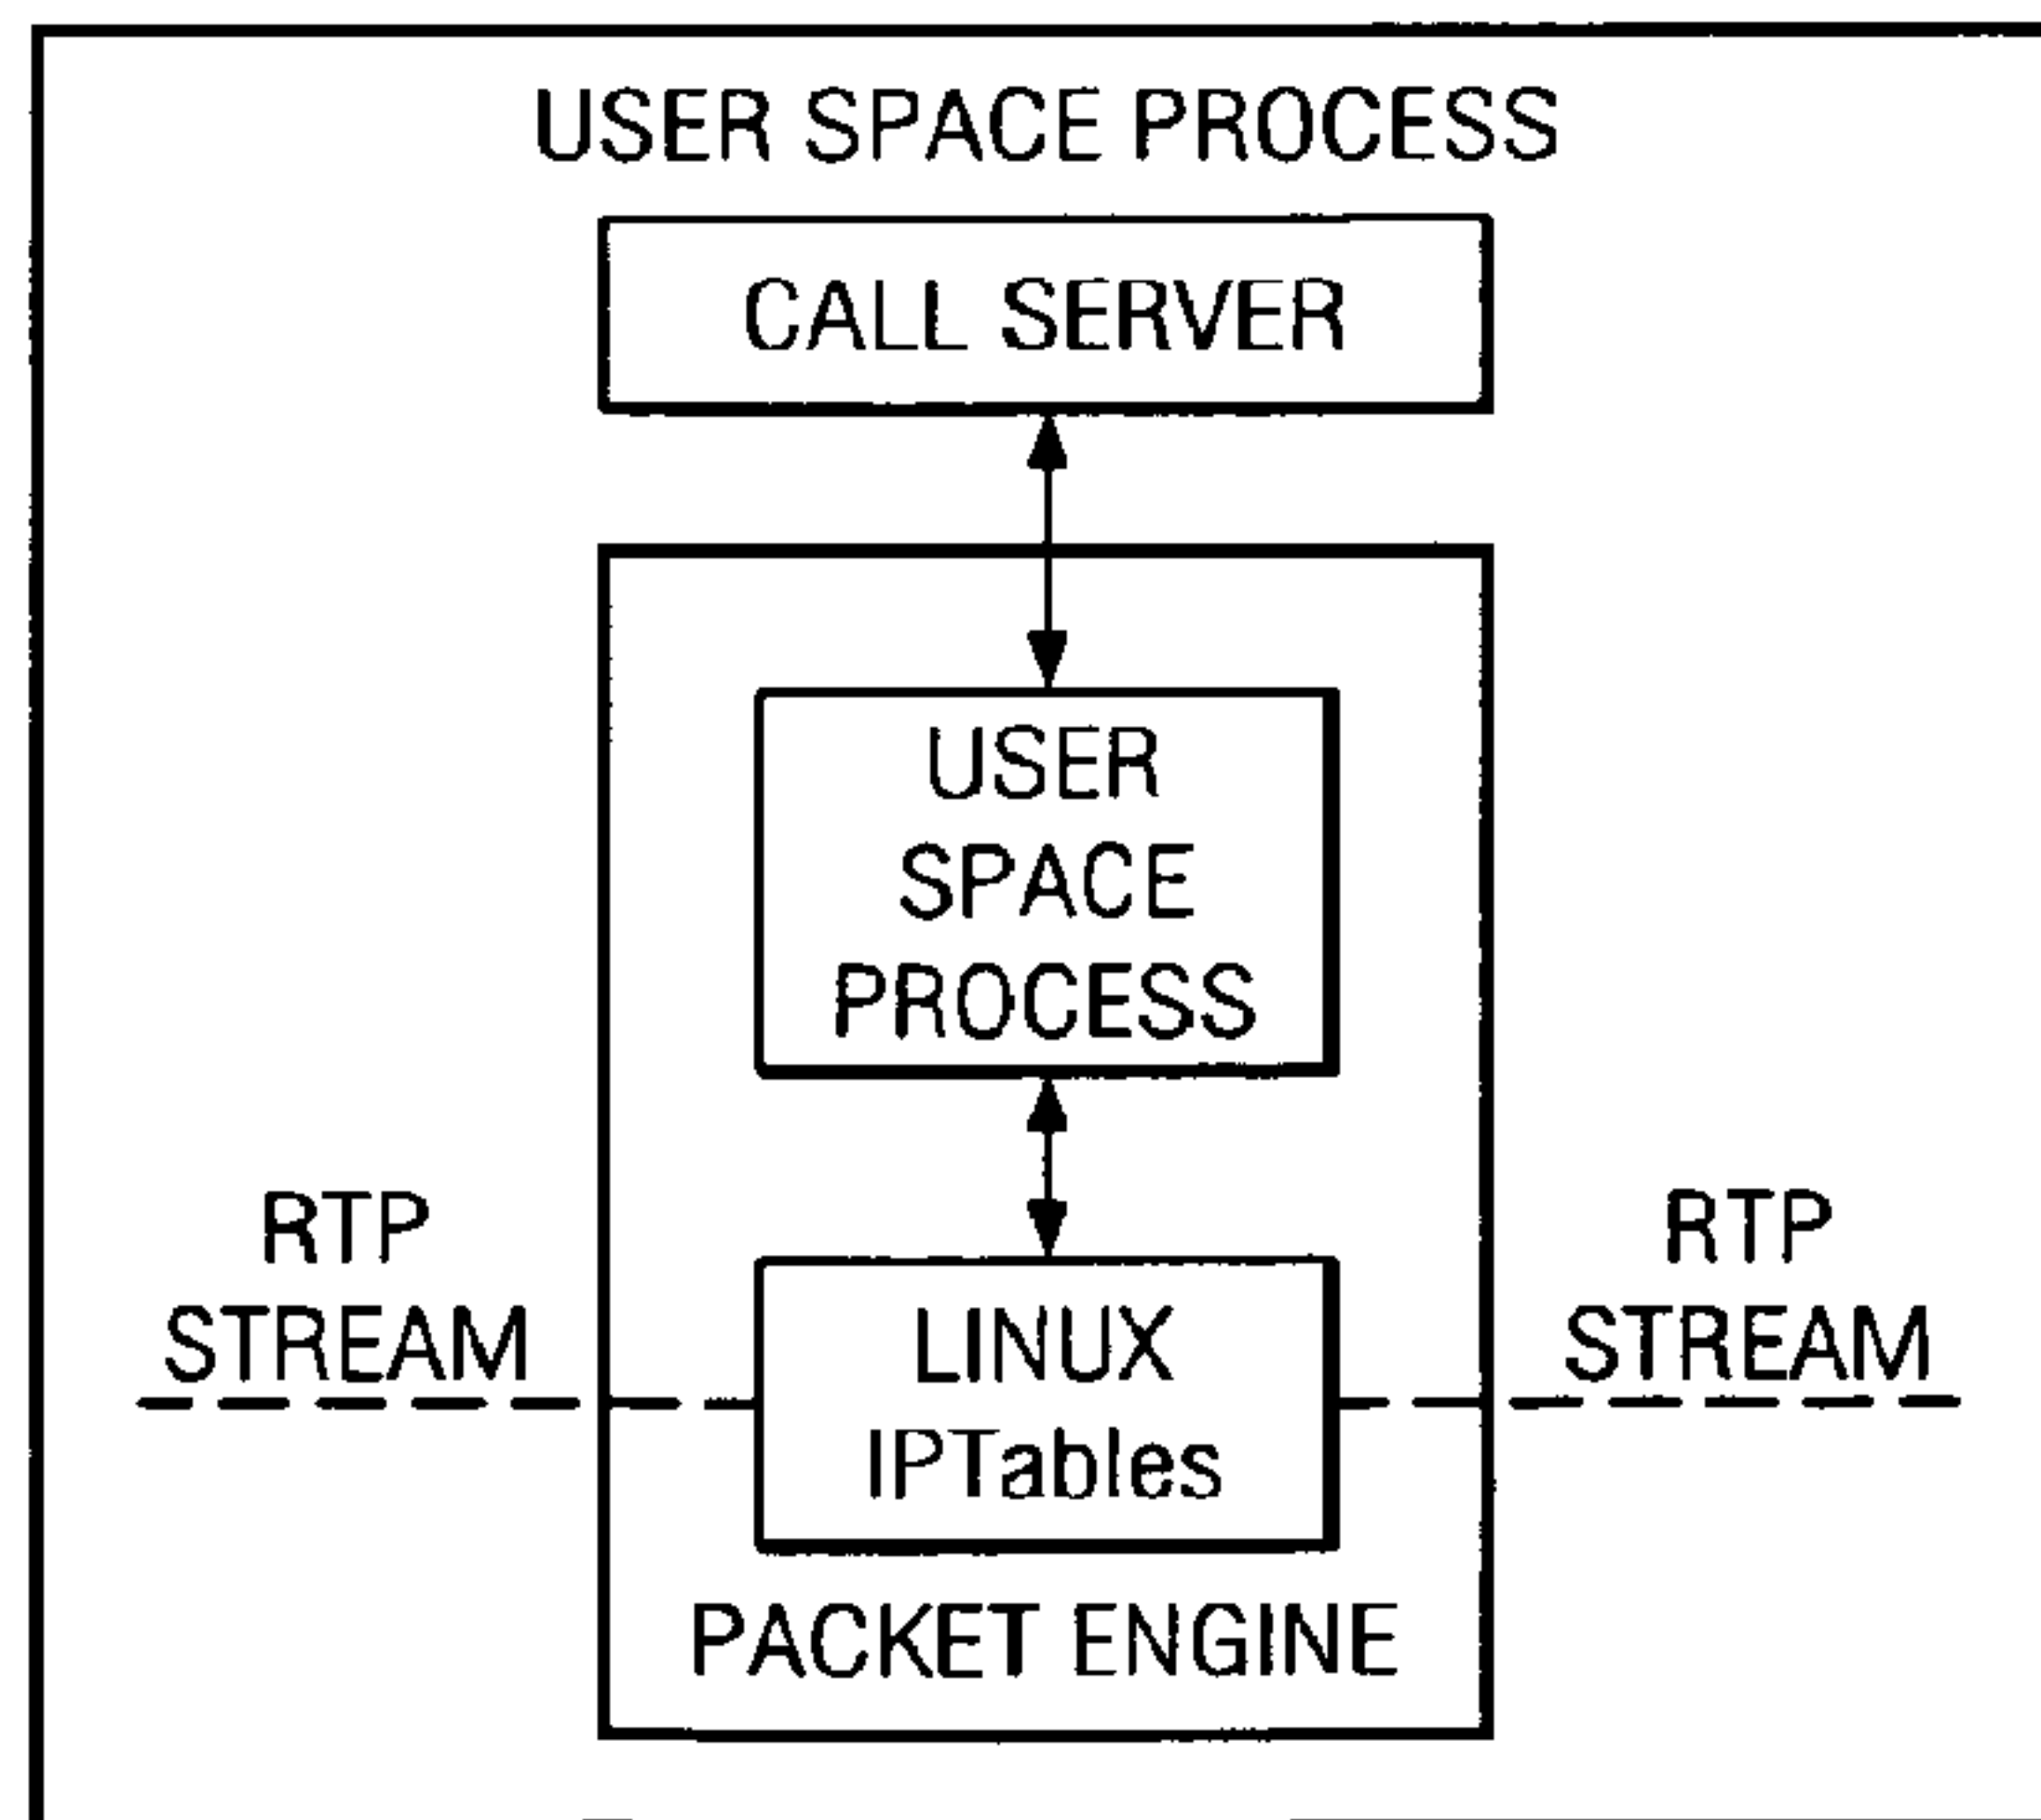 USER SPACE PROCESS
CALL SERVER
USER
SPACE
PROCESS
RTP
STREAM
RTP
STREAM
LINUX
IPTables
PACKET ENGINE